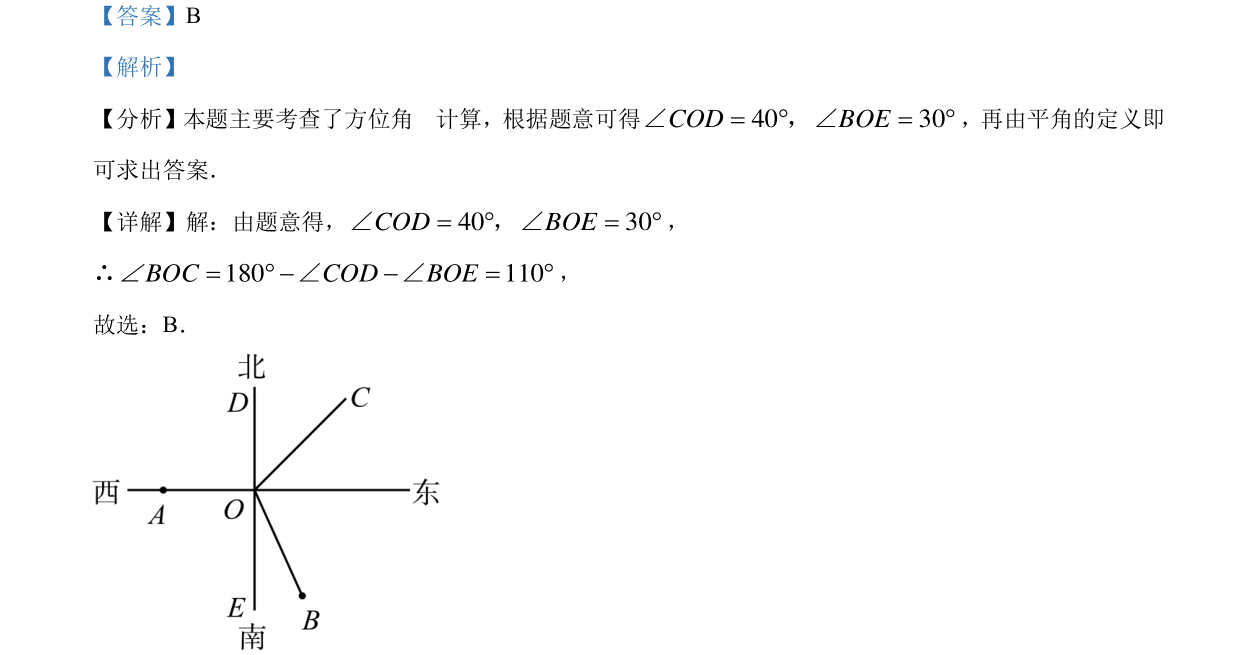 【答案】B
【解析】
【分析】本题主要考查了方位角 计算，根据题意可得∠COD = 40°，∠BOE = 30°，再由平角的定义即
可求出答案．
【详解】解：由题意得，∠COD = 40°，∠BOE = 30°，
∴∠BOC = 180° − ∠COD − ∠BOE = 110°，
故选：B．
北
D
C
西
东
A
O
E
B
南